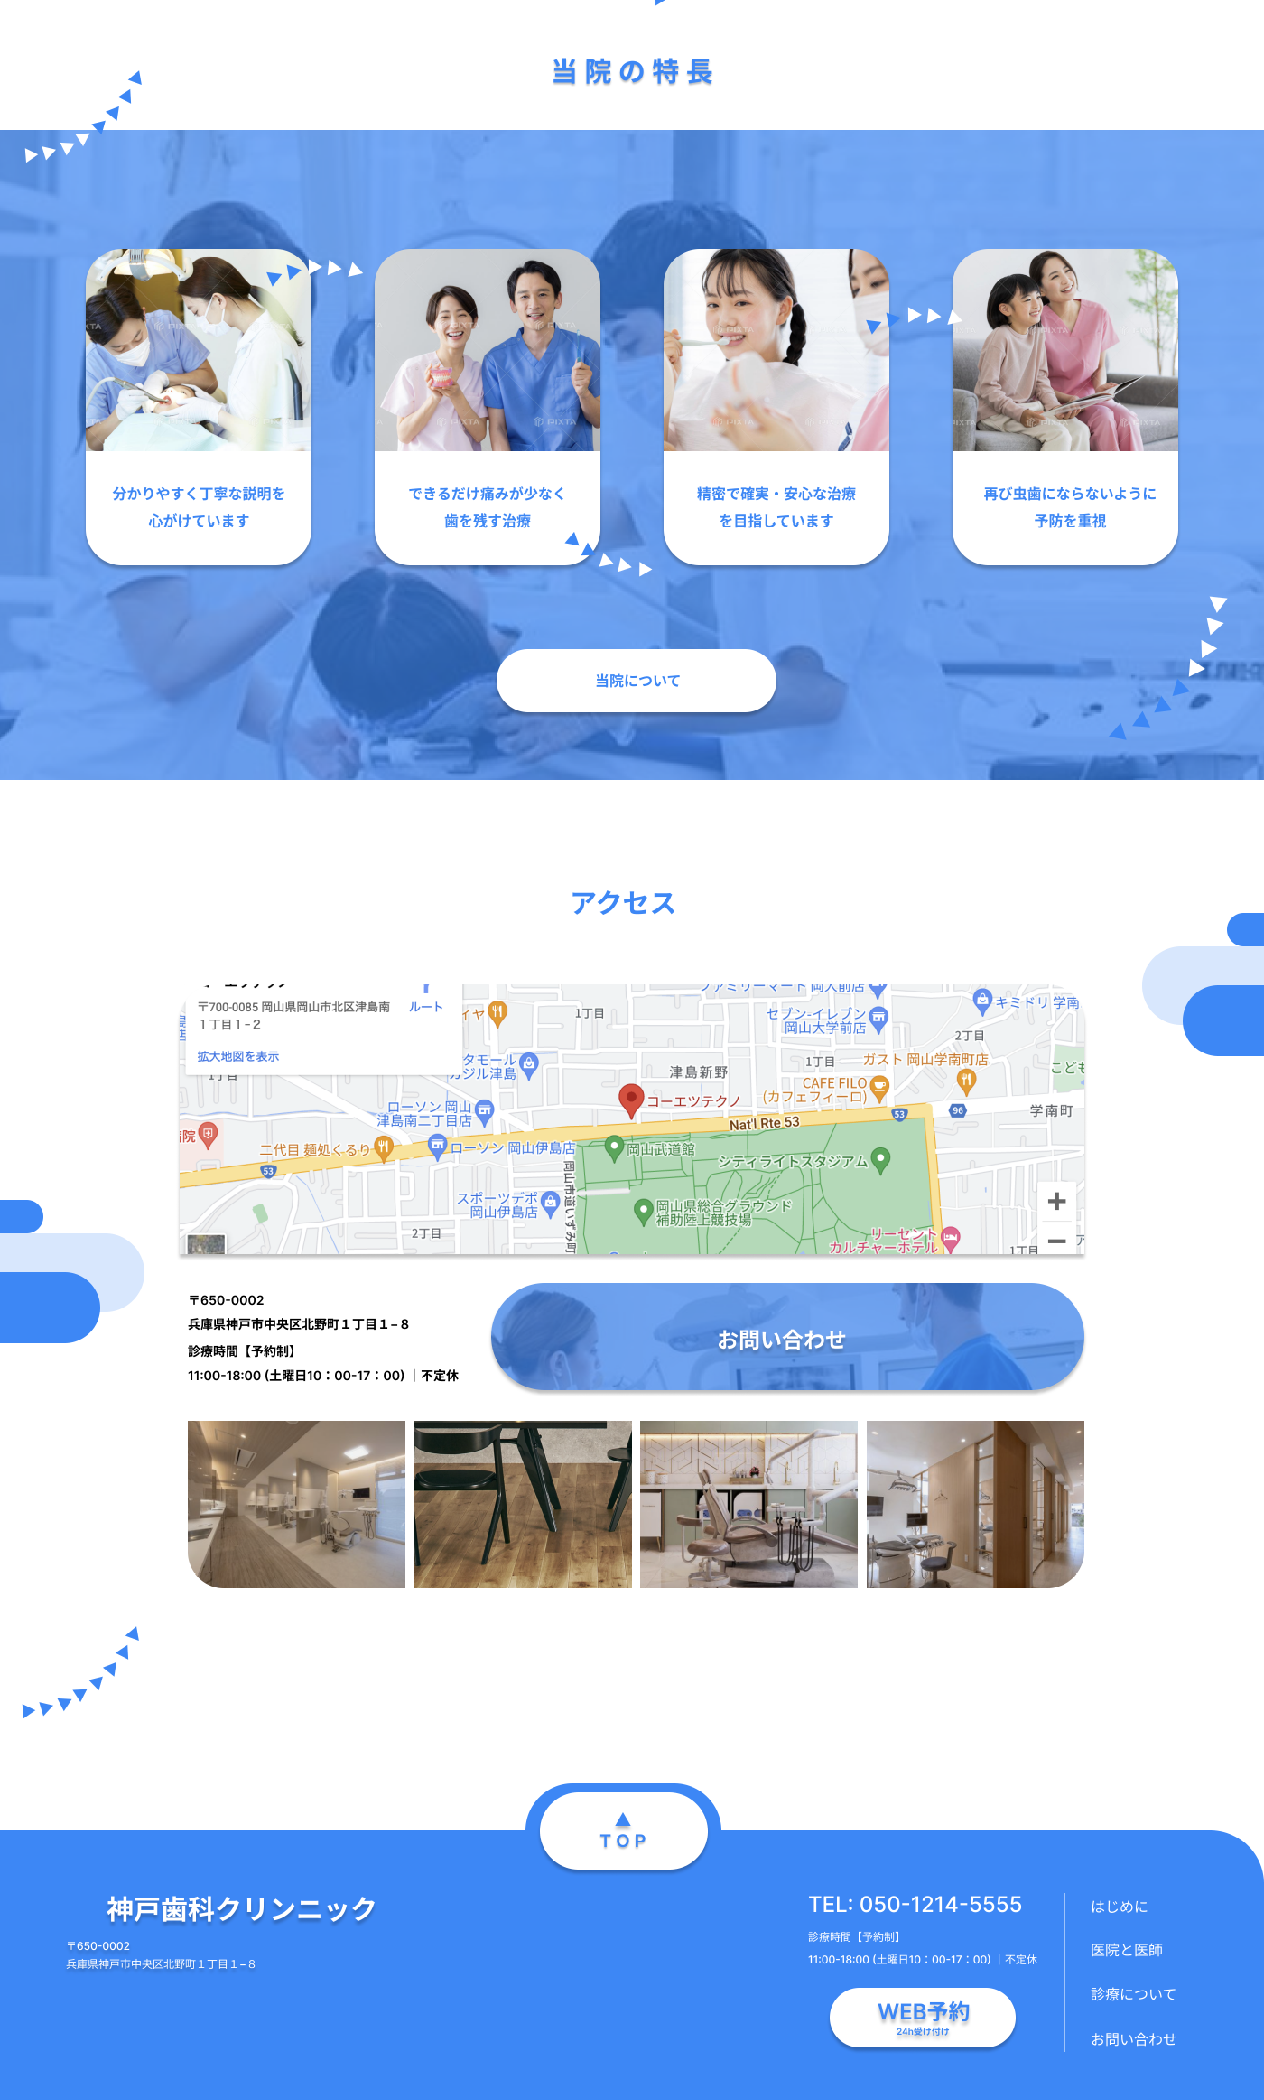 当院の特長
PIXTA
PIXTA
PIXTA
PIXTA
PIXTA
PIXTA
PIXTA
分かりやすく丁寧な説明を
心がけています
できるだけ痛みが少なく
歯を残す治療
精密で確実・安心な治療
を目指しています
再び虫歯にならないように
予防を重視
当院について
アクセス
〒700-0085 岡山県岡山市北区津島南
１丁目１−２
ルート
拡大地図を表示
1丁目
イヤ
1丁目
ファミリーマート 岡大前店
セブン-イレブン
岡山大学前店
キミドリ 学南
2丁目
タモール
カジル津島
津島新野
1丁目
ガスト 岡山学南町店
こども
CAFE FILO
(カフェフィーロ)
コーエツテクノ
ローソン 岡山
津島南二丁目店
Nat'l Rte 53
53
96
学南町
病院
二代目 麺処くるり
53
ローソン 岡山伊島店
岡山武道館
シティライトスタジアム
岡山市道いずみ町
スポーツデポ
岡山伊島店
岡山県総合グラウンド
補助陸上競技場
2丁目
リーセント
カルチャーホテル
1丁目
〒650-0002
兵庫県神戸市中央区北野町１丁目１−８
診療時間【予約制】
11:00-18:00 (土曜日10：00-17：00) ｜不定休
お問い合わせ
▲
TOP
神戸歯科クリンニック
〒650-0002
兵庫県神戸市中央区北野町１丁目１−８
TEL: 050-1214-5555
診療時間【予約制】
11:00-18:00 (土曜日10：00-17：00) ｜不定休
WEB予約
24h受け付け
はじめに
医院と医師
診療について
お問い合わせ